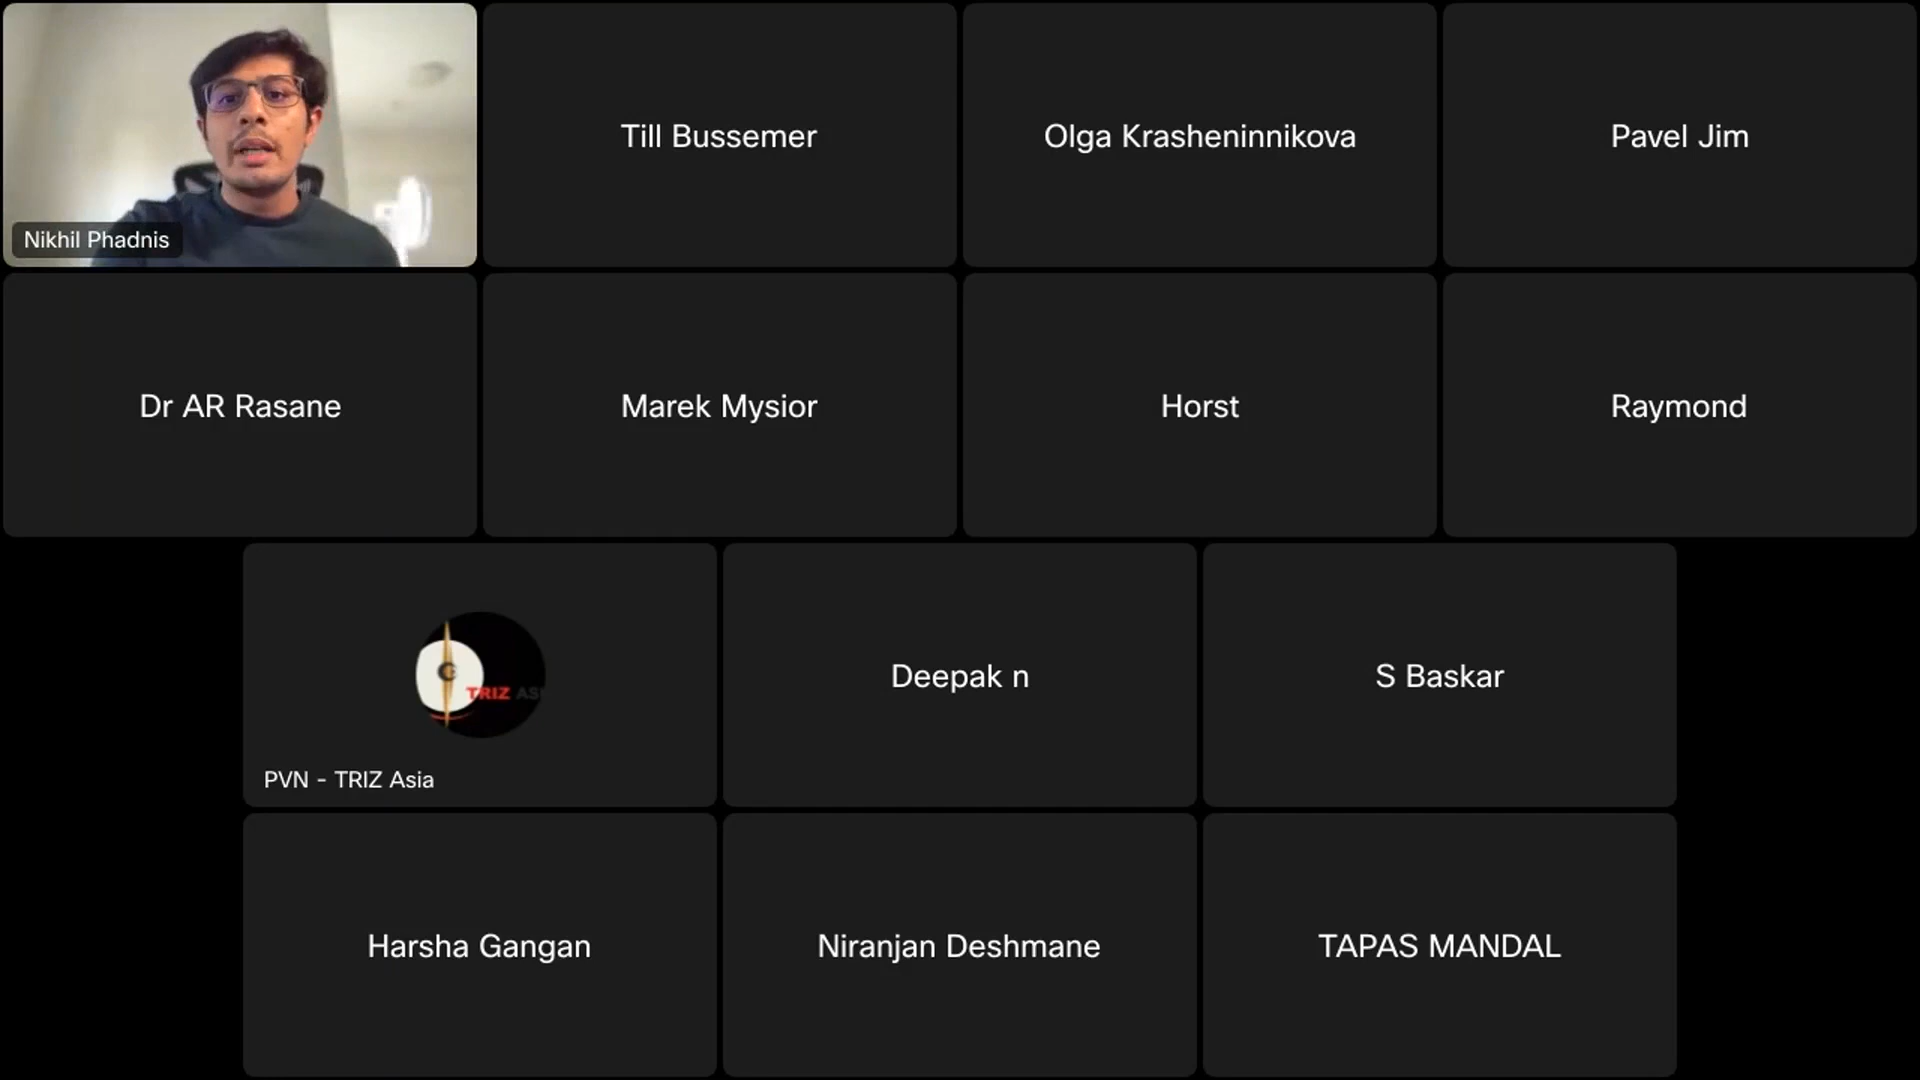 Nikhil Phadnis
Till Bussemer
Olga Krasheninnikova
Pavel Jim
Dr AR Rasane
Marek Mysior
Horst
Raymond
TRIZ ASI
PVN - TRIZ Asia
Deepak n
S Baskar
Harsha Gangan
Niranjan Deshmane
TAPAS MANDAL